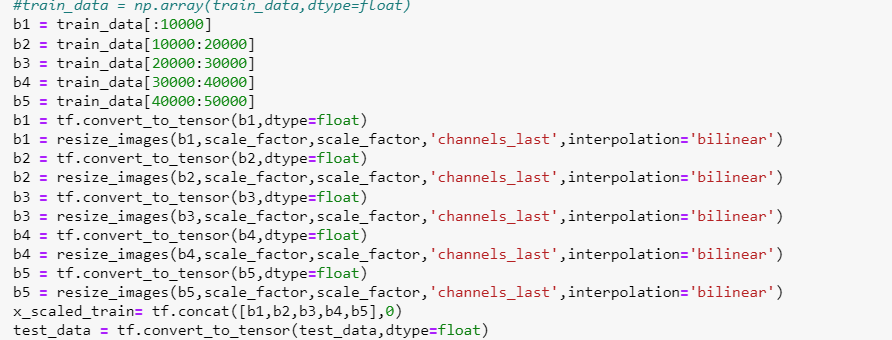 #train_data = np.array(train_data,dtype=float)
b1 = train_data[:10000]
b2 = train_data[10000:20000]
b3 = train_data[20000:30000]
b4 = train_data[30000:40000]
b5 = train_data[40000:50000]
b1 = tf.convert_to_tensor(b1,dtype=float)
b1 = resize_images(b1,scale_factor,scale_factor,'channels_last',interpolation='bilinear')
b2 = tf.convert_to_tensor(b2,dtype=float)
b2 = resize_images(b2,scale_factor,scale_factor,'channels_last',interpolation='bilinear')
b3 = tf.convert_to_tensor(b3,dtype=float)
b3 = resize_images(b3,scale_factor,scale_factor,'channels_last',interpolation='bilinear')
b4 = tf.convert_to_tensor(b4,dtype=float)
b4 = resize_images(b4,scale_factor,scale_factor,'channels_last',interpolation='bilinear')
b5 = tf.convert_to_tensor(b5,dtype=float)
b5 = resize_images(b5,scale_factor,scale_factor,'channels_last',interpolation='bilinear')
x_scaled_train= tf.concat([b1,b2,b3,b4,b5],0)
test_data = tf.convert_to_tensor(test_data,dtype=float)